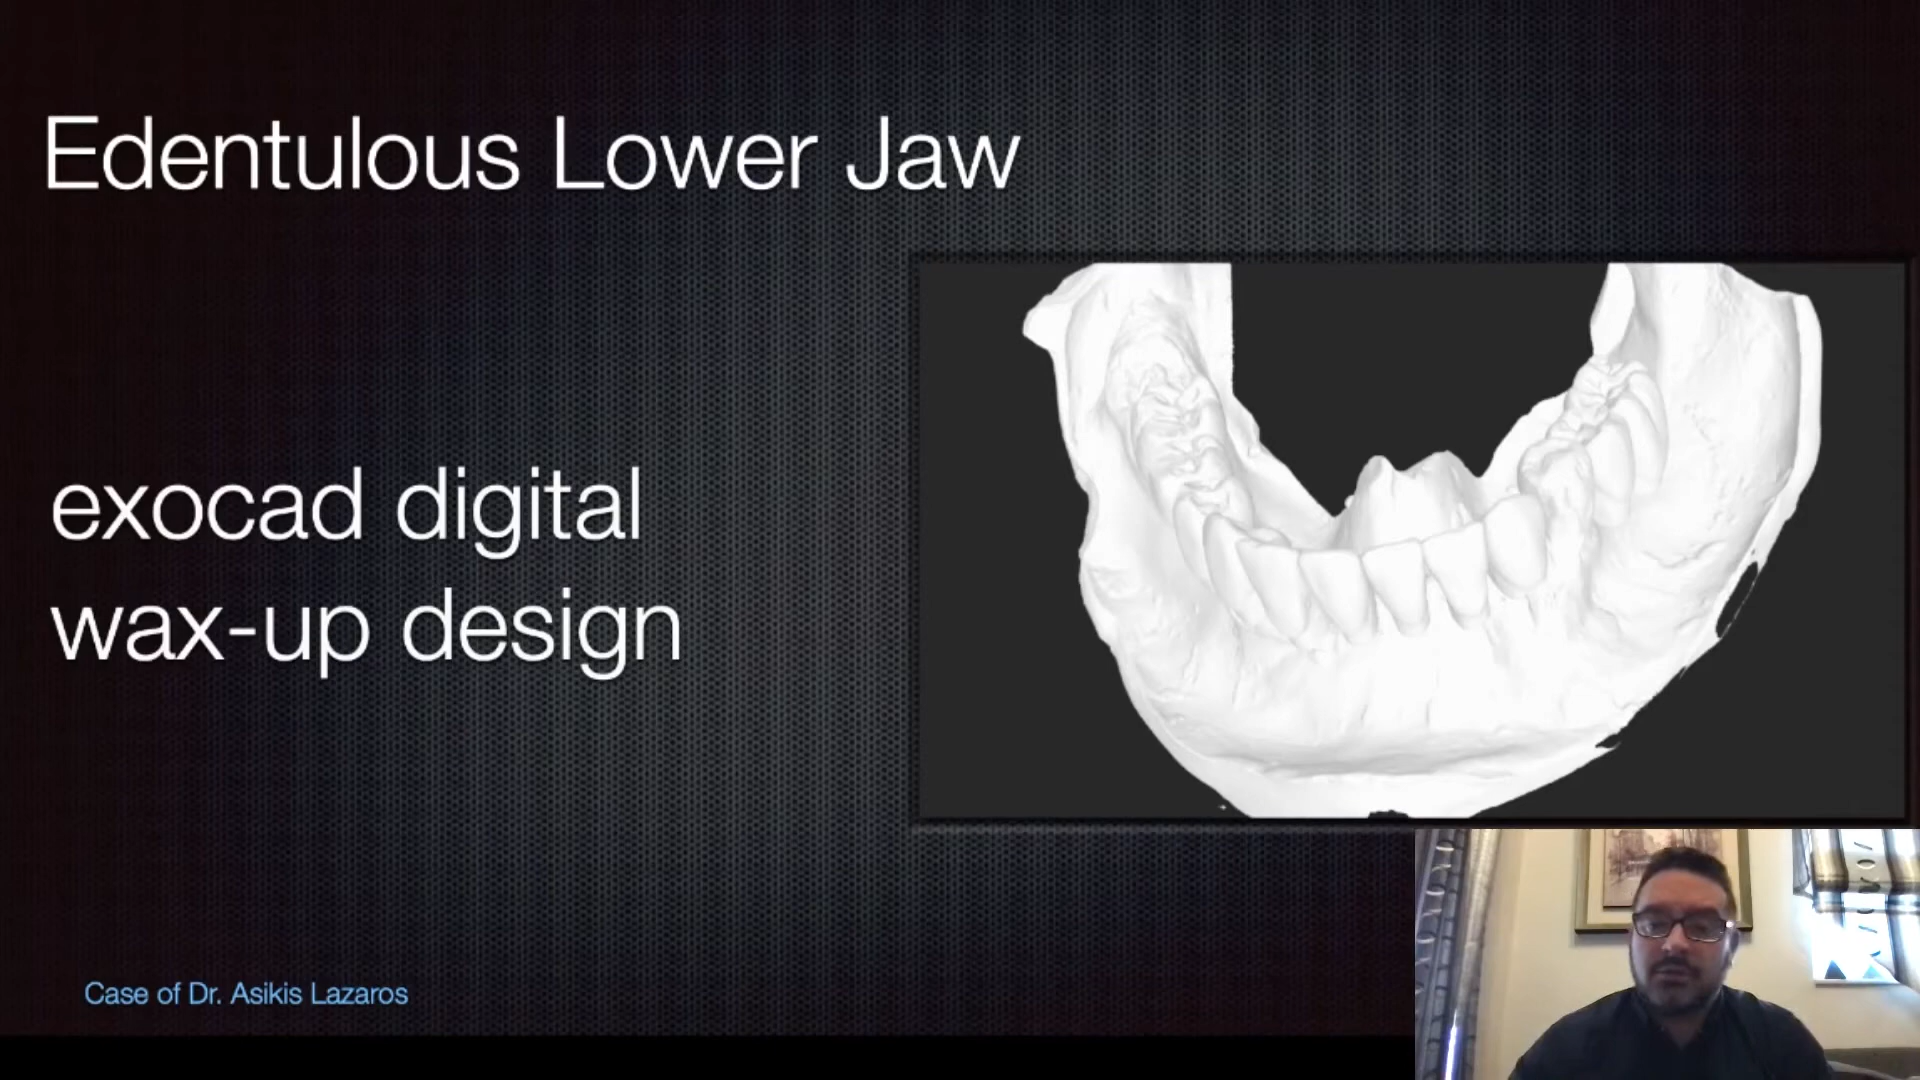 Edentulous Lower Jaw
exocad digital
wax-up design
Case of Dr. Asikis Lazaros